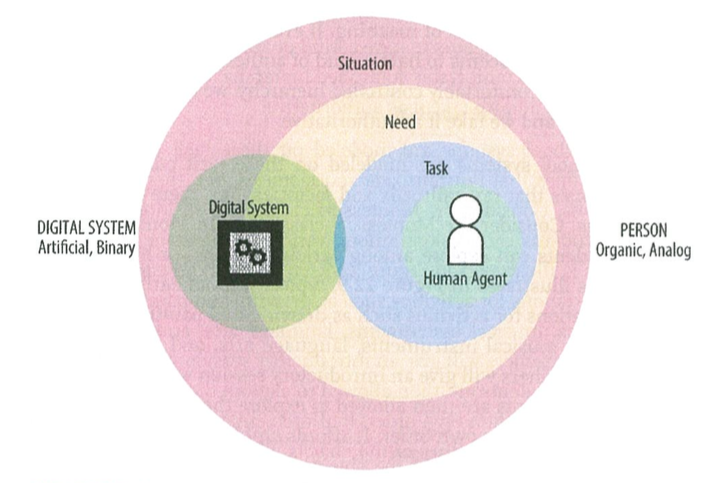 Situation
Need
Task
Digital System
DIGITAL SYSTEM
Artificial, Binary
Human Agent
PERSON
Organic, Analog